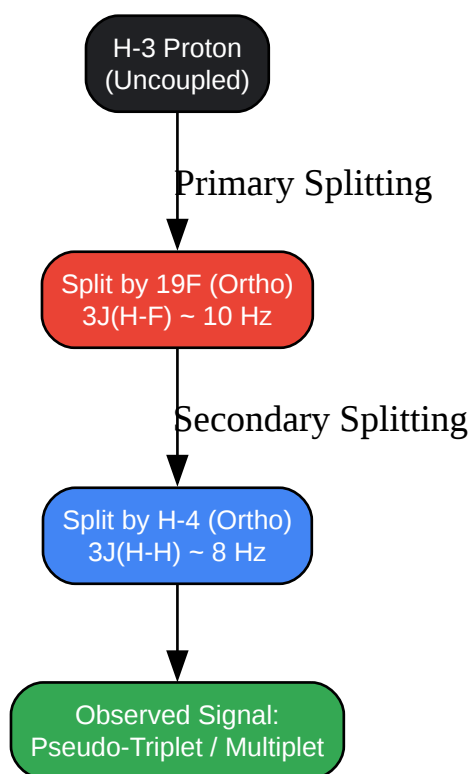 H-3 Proton
(Uncoupled)
Primary Splitting
Split by 19F (Ortho)
3J(H-F) ~ 10 Hz
Secondary Splitting
Split by H-4 (Ortho)
3J(H-H) ~ 8 Hz
Observed Signal:
Pseudo-Triplet / Multiplet